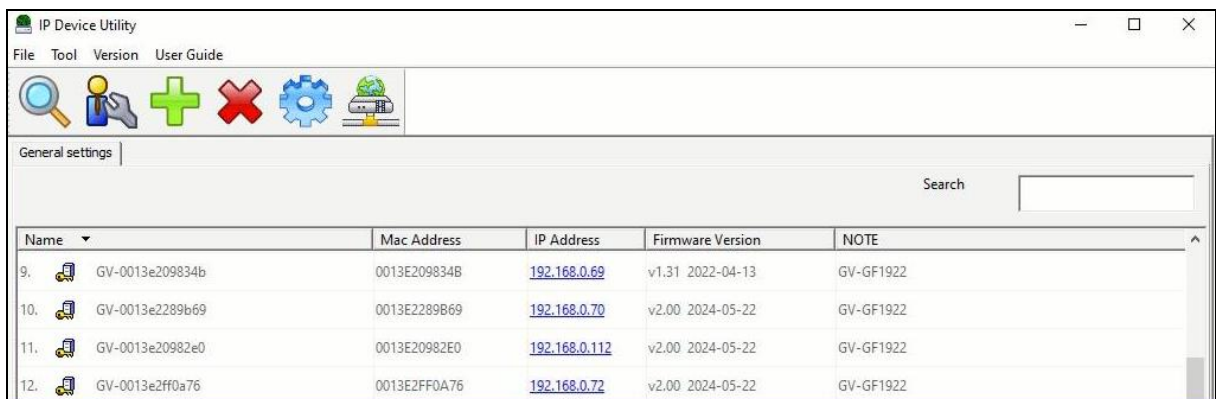 IP Device Utility
File Tool Version User Guide
General settings
Search
Name Mac Address IP Address Firmware Version NOTE
9. GV-0013e209834b 0013E209834B 192.168.0.69 v1.31 2022-04-13 GV-GF1922
10. GV-0013e2289b69 0013E2289B69 192.168.0.70 v2.00 2024-05-22 GV-GF1922
11. GV-0013e20982e0 0013E20982E0 192.168.0.112 v2.00 2024-05-22 GV-GF1922
12. GV-0013e2ff0a76 0013E2FF0A76 192.168.0.72 v2.00 2024-05-22 GV-GF1922